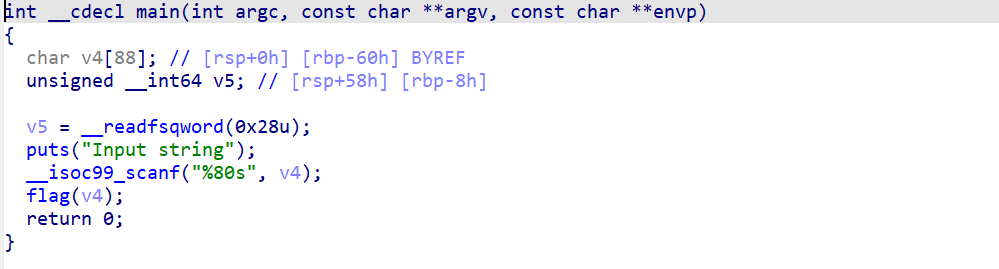 int __cdecl main(int argc, const char **argv, const char **envp)
{
  char v4[88]; // [rsp+0h] [rbp-60h] BYREF
  unsigned __int64 v5; // [rsp+58h] [rbp-8h]

  v5 = __readfsqword(0x28u);
  puts("Input string");
  __isoc99_scanf("%80s", v4);
  flag(v4);
  return 0;
}